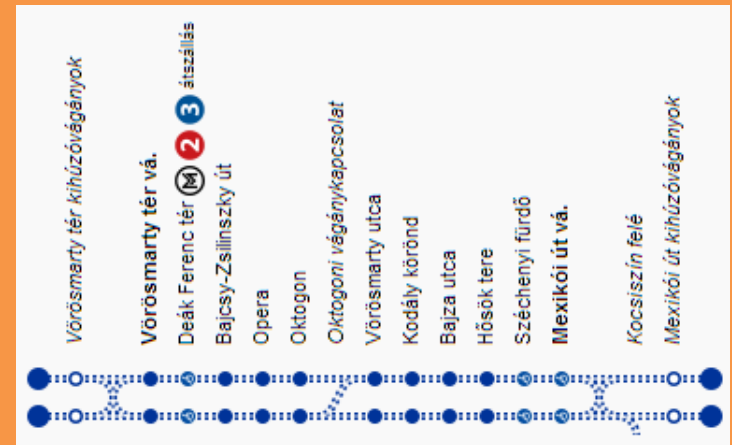 Vörösmarty tér kihúzóvágányok
Vörösmarty tér vá.
Deák Ferenc tér M 2 3 átszállás
Bajcsy-Zsilinszky út
Opera
Oktogon
Oktogoni vágánykapcsolat
Vörösmarty utca
Kodály körönd
Bajza utca
Hősök tere
Széchenyi fürdő
Mexikói út vá.
Kocsiszín felé
Mexikói út kihúzóvágányok